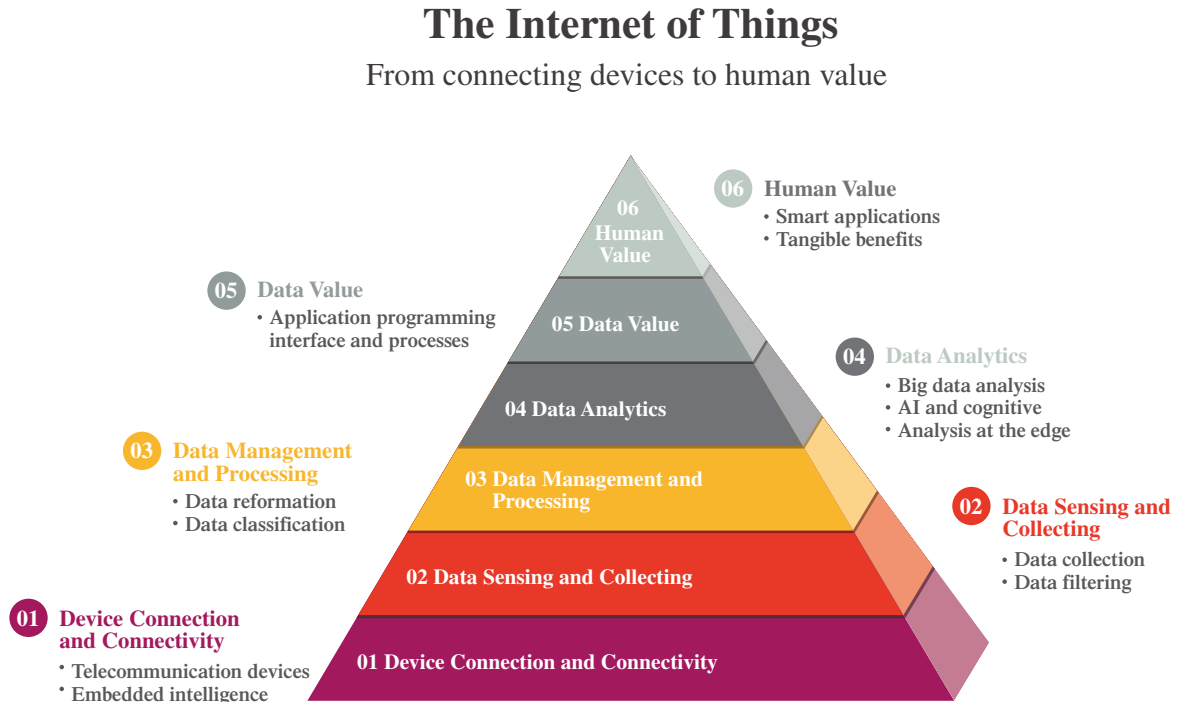 The Internet of Things
From connecting devices to human value
06
Human
Value
06 Human Value
• Smart applications
• Tangible benefits
05 Data Value
• Application programming
interface and processes
05 Data Value
04 Data Analytics
• Big data analysis
• AI and cognitive
• Analysis at the edge
04 Data Analytics
03 Data Management
and Processing
• Data reformation
• Data classification
03 Data Management and
Processing
02 Data Sensing and
Collecting
• Data collection
• Data filtering
02 Data Sensing and Collecting
01 Device Connection
and Connectivity
• Telecommunication devices
• Embedded intelligence
01 Device Connection and Connectivity